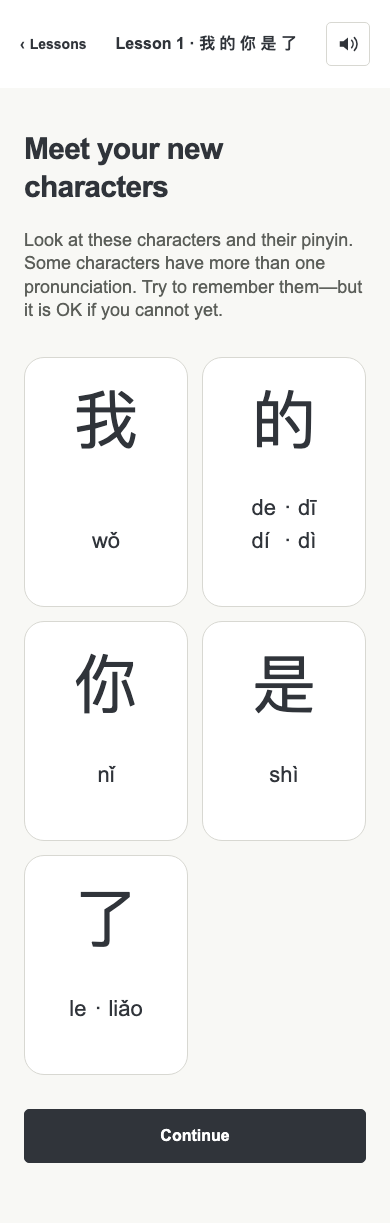 ‹ Lessons
Lesson 1 · 我 的 你 是 了
Meet your new
characters
Look at these characters and their pinyin.
Some characters have more than one
pronunciation. Try to remember them—but
it is OK if you cannot yet.
我
wǒ
的
de · dī
dí · dì
你
nǐ
是
shì
了
le · liǎo
Continue